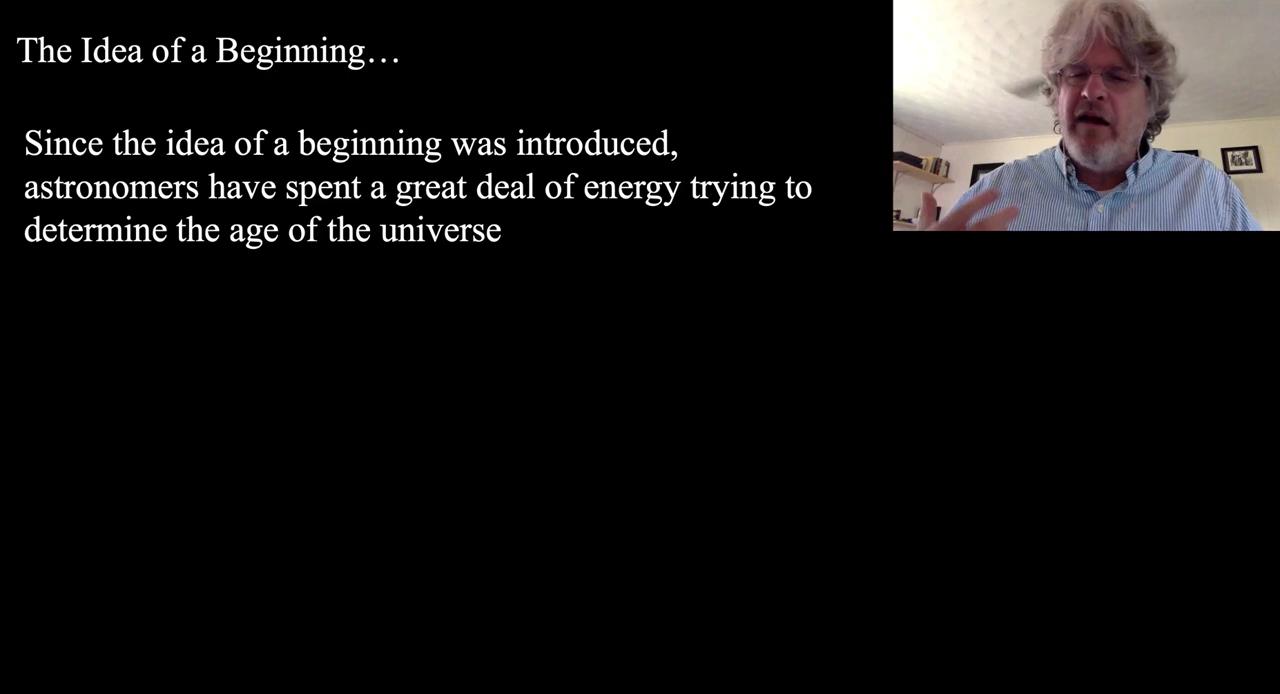 The Idea of a Beginning…
Since the idea of a beginning was introduced,
astronomers have spent a great deal of energy trying to
determine the age of the universe